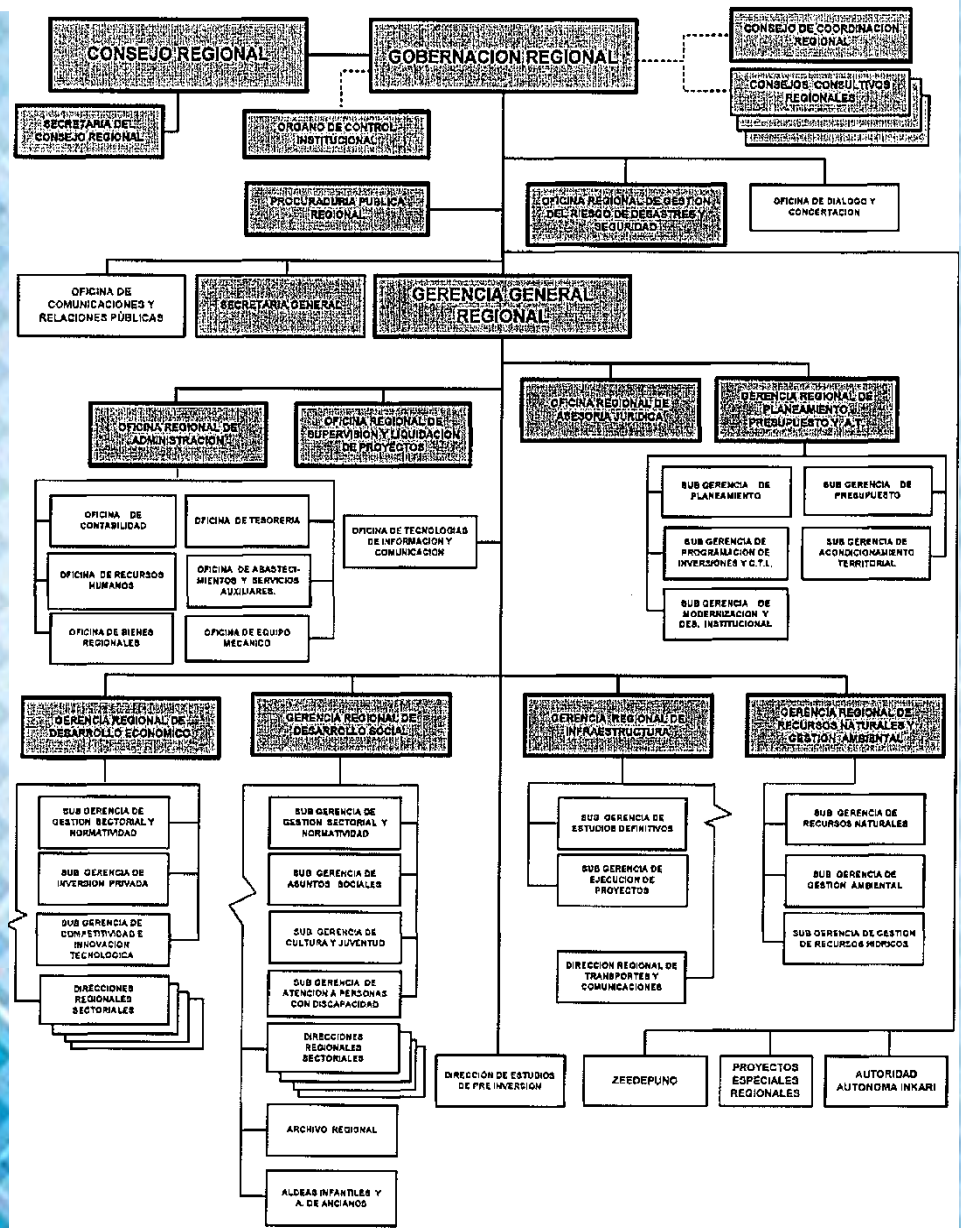 CONSEJO REGIONAL
GOBERNACION REGIONAL
CONSEJO DE COORDINACION
REGIONAL
CONSEJOS CONSULTIVOS
REGIONALES
SECRETARIA DEL
CONSEJO REGIONAL
ORGANO DE CONTROL
INSTITUCIONAL
PROCURADURIA PUBLICA
REGIONAL
OFICINA REGIONAL DE GESTION
DEL RIESGO DE DESASTRES Y
SEGURIDAD
OFICINA DE DIALOGO Y
CONCERTACION
OFICINA DE
COMUNICACIONES Y
RELACIONES PÚBLICAS
SECRETARIA GENERAL
GERENCIA GENERAL
REGIONAL
OFICINA REGIONAL DE
ADMINISTRACION
OFICINA REGIONAL DE
SUPERVISION Y LIQUIDACION
DE PROYECTOS
OFICINA REGIONAL DE
ASESORIA JURIDICA
GERENCIA REGIONAL DE
PLANEAMIENTO,
PRESUPUESTO Y A.T.
OFICINA DE
CONTABILIDAD
OFICINA DE TESORERIA
OFICINA DE RECURSOS
HUMANOS
OFICINA DE ABASTECI-
MIENTOS Y SERVICIOS
AUXILIARES.
OFICINA DE BIENES
REGIONALES
OFICINA DE EQUIPO
MECANICO
OFICINA DE TECNOLOGIAS
DE INFORMACION Y
COMUNICACION
SUB GERENCIA DE
PLANEAMIENTO
SUB GERENCIA DE
PRESUPUESTO
SUB GERENCIA DE
PROGRAMACION DE
INVERSIONES Y C.T.I.
SUB GERENCIA DE
ACONDICIONAMIENTO
TERRITORIAL
SUB GERENCIA DE
MODERNIZACION Y
DES. INSTITUCIONAL
GERENCIA REGIONAL DE
DESARROLLO ECONOMICO
GERENCIA REGIONAL DE
DESARROLLO SOCIAL
GERENCIA REGIONAL DE
INFRAESTRUCTURA
GERENCIA REGIONAL DE
RECURSOS NATURALES Y
GESTION AMBIENTAL
SUB GERENCIA DE
GESTION SECTORIAL Y
NORMATIVIDAD
SUB GERENCIA DE
INVERSION PRIVADA
SUB GERENCIA DE
COMPETITIVIDAD E
INNOVACION
TECNOLOGICA
DIRECCIONES
REGIONALES
SECTORIALES
SUB GERENCIA DE
GESTION SECTORIAL Y
NORMATIVIDAD
SUB GERENCIA DE
ASUNTOS SOCIALES
SUB GERENCIA DE
CULTURA Y JUVENTUD
SUB GERENCIA DE
ATENCION A PERSONAS
CON DISCAPACIDAD
DIRECCIONES
REGIONALES
SECTORIALES
ARCHIVO REGIONAL
ALDEAS INFANTILES Y
A. DE ANCIANOS
SUB GERENCIA DE
ESTUDIOS DEFINITIVOS
SUB GERENCIA DE
EJECUCION DE
PROYECTOS
DIRECCION REGIONAL DE
TRANSPORTES Y
COMUNICACIONES
SUB GERENCIA DE
RECURSOS NATURALES
SUB GERENCIA DE
GESTION AMBIENTAL
SUB GERENCIA DE GESTION
DE RECURSOS HIDRICOS
DIRECCIÓN DE ESTUDIOS
DE PRE INVERSIÓN
ZEEDEPUNO
PROYECTOS
ESPECIALES
REGIONALES
AUTORIDAD
AUTONOMA INKARI